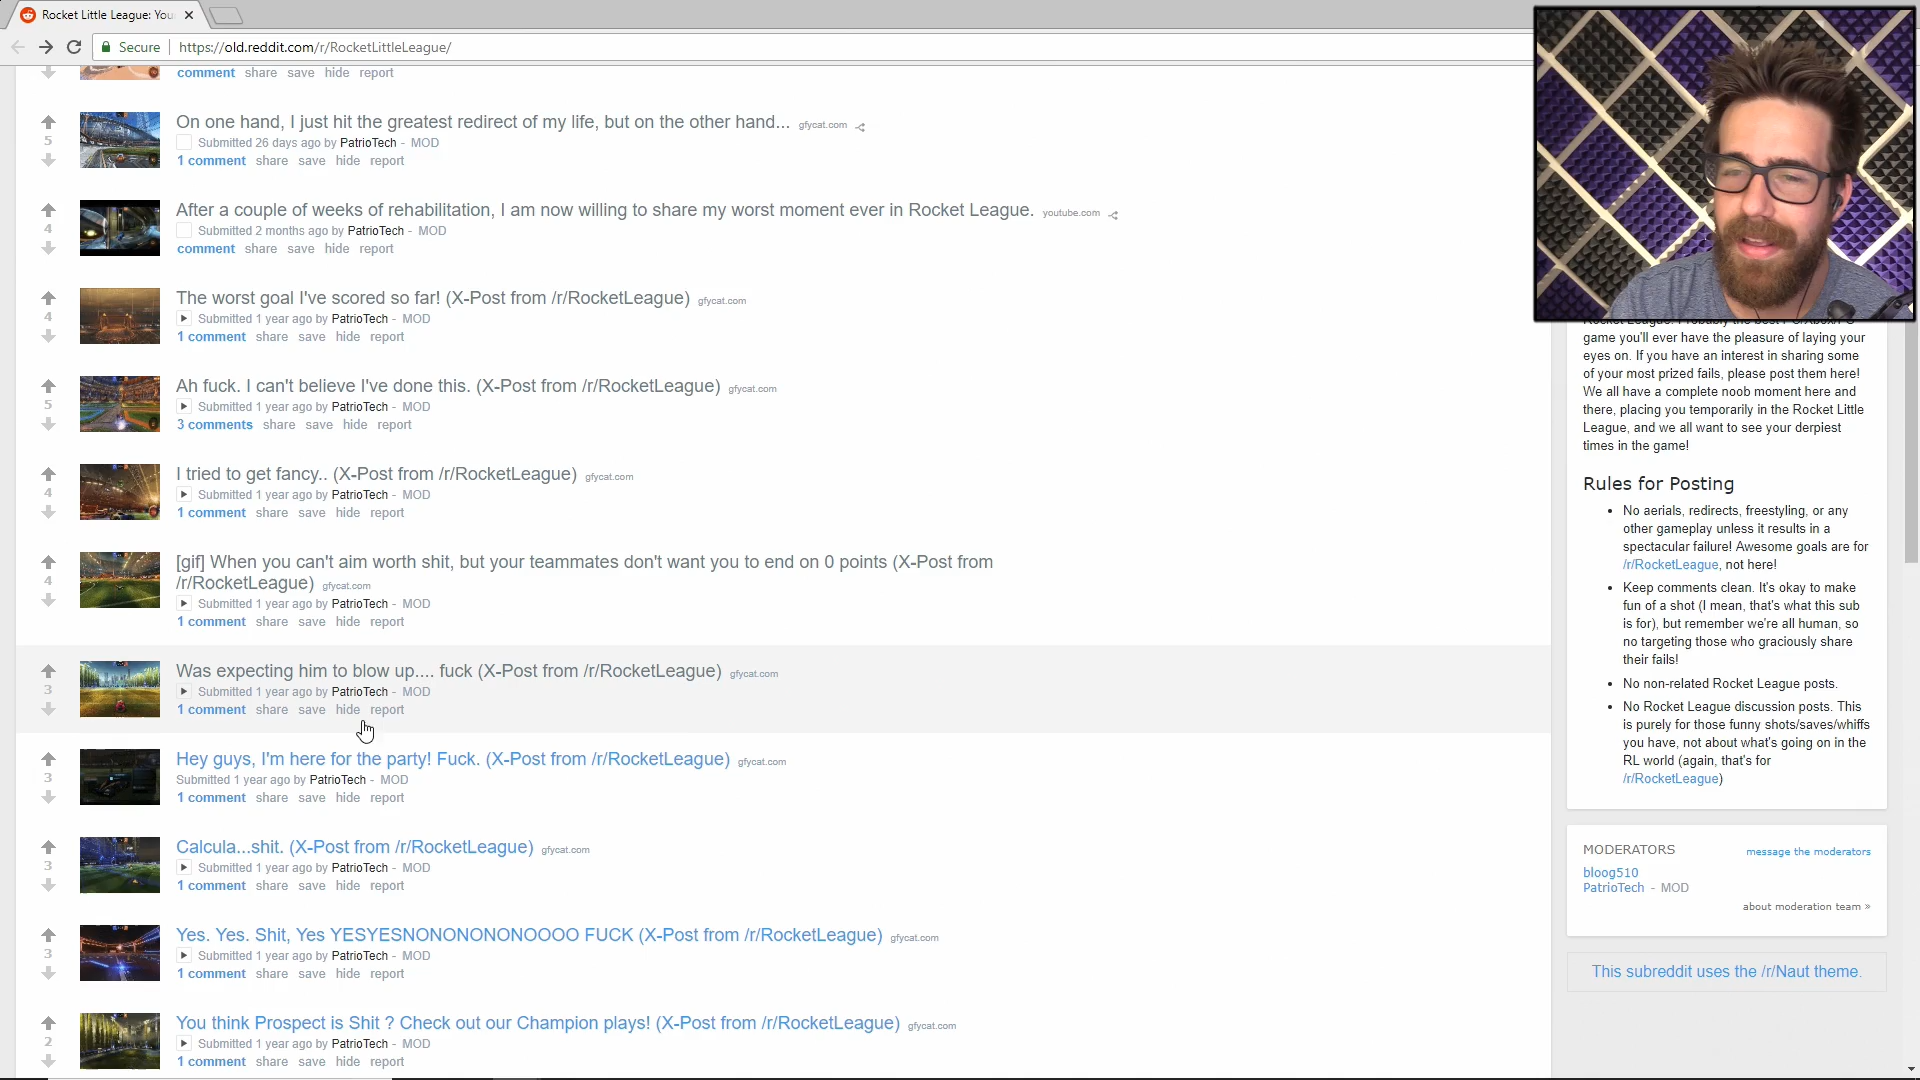 Rocket Little League: You
Secure
https://old.reddit.com/r/RocketLittleLeague/
comment share save hide report
5
On one hand, I just hit the greatest redirect of my life, but on the other hand... gfycat.com
Submitted 26 days ago by PatrioTech - MOD
1 comment share save hide report
4
After a couple of weeks of rehabilitation, I am now willing to share my worst moment ever in Rocket League. youtube.com
Submitted 2 months ago by PatrioTech - MOD
comment share save hide report
4
The worst goal I've scored so far! (X-Post from /r/RocketLeague) gfycat.com
Submitted 1 year ago by PatrioTech - MOD
1 comment share save hide report
5
Ah fuck. I can't believe I've done this. (X-Post from /r/RocketLeague) gfycat.com
Submitted 1 year ago by PatrioTech - MOD
3 comments share save hide report
4
I tried to get fancy.. (X-Post from /r/RocketLeague) gfycat.com
Submitted 1 year ago by PatrioTech - MOD
1 comment share save hide report
4
[gif] When you can't aim worth shit, but your teammates don't want you to end on 0 points (X-Post from
/r/RocketLeague) gfycat.com
Submitted 1 year ago by PatrioTech - MOD
1 comment share save hide report
3
Was expecting him to blow up.... fuck (X-Post from /r/RocketLeague) gfycat.com
Submitted 1 year ago by PatrioTech - MOD
1 comment share save hide report
3
Hey guys, I'm here for the party! Fuck. (X-Post from /r/RocketLeague) gfycat.com
Submitted 1 year ago by PatrioTech - MOD
1 comment share save hide report
3
Calcula...shit. (X-Post from /r/RocketLeague) gfycat.com
Submitted 1 year ago by PatrioTech - MOD
1 comment share save hide report
3
Yes. Yes. Shit, Yes YESYESNONONONONOOOO FUCK (X-Post from /r/RocketLeague) gfycat.com
Submitted 1 year ago by PatrioTech - MOD
1 comment share save hide report
2
You think Prospect is Shit ? Check out our Champion plays! (X-Post from /r/RocketLeague) gfycat.com
Submitted 1 year ago by PatrioTech - MOD
1 comment share save hide report
game you'll ever have the pleasure of laying your
eyes on. If you have an interest in sharing some
of your most prized fails, please post them here!
We all have a complete noob moment here and
there, placing you temporarily in the Rocket Little
League, and we all want to see your derpiest
times in the game!
Rules for Posting
• No aerials, redirects, freestyling, or any
other gameplay unless it results in a
spectacular failure! Awesome goals are for
/r/RocketLeague, not here!
• Keep comments clean. It's okay to make
fun of a shot (I mean, that's what this sub
is for), but remember we're all human, so
no targeting those who graciously share
their fails!
• No non-related Rocket League posts.
• No Rocket League discussion posts. This
is purely for those funny shots/saves/whiffs
you have, not about what's going on in the
RL world (again, that's for
/r/RocketLeague)
MODERATORS message the moderators
bloog510
PatrioTech - MOD
about moderation team »
This subreddit uses the /r/Naut theme.